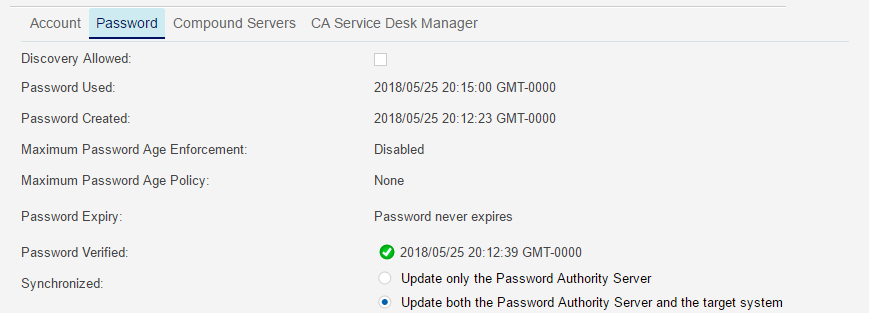 Account Password Compound Servers CA Service Desk Manager
Discovery Allowed:
Password Used: 2018/05/25 20:15:00 GMT-0000
Password Created: 2018/05/25 20:12:23 GMT-0000
Maximum Password Age Enforcement: Disabled
Maximum Password Age Policy: None
Password Expiry: Password never expires
Password Verified: 2018/05/25 20:12:39 GMT-0000
Synchronized: Update only the Password Authority Server
Update both the Password Authority Server and the target system